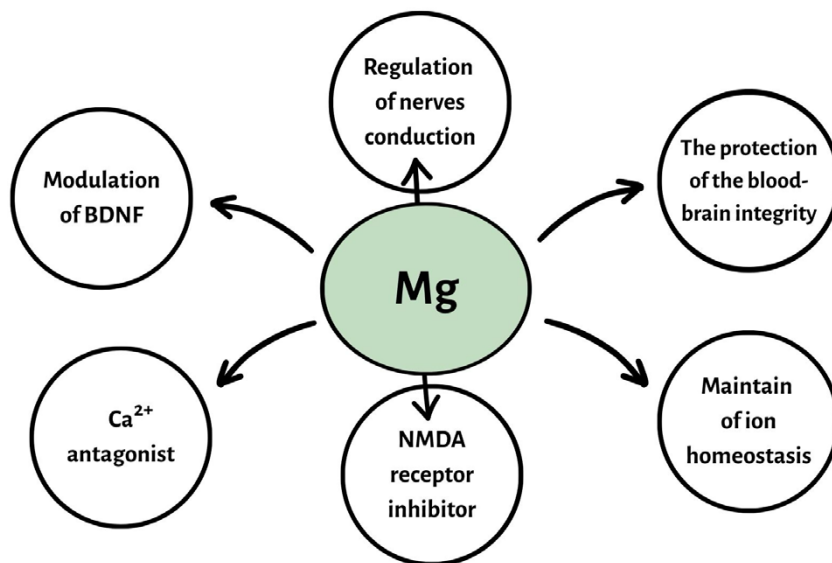 Regulation
of nerves
conduction
Modulation
of BDNF
The protection
of the blood-
brain integrity
Mg
Ca²⁺
antagonist
NMDA
receptor
inhibitor
Maintain
of ion
homeostasis